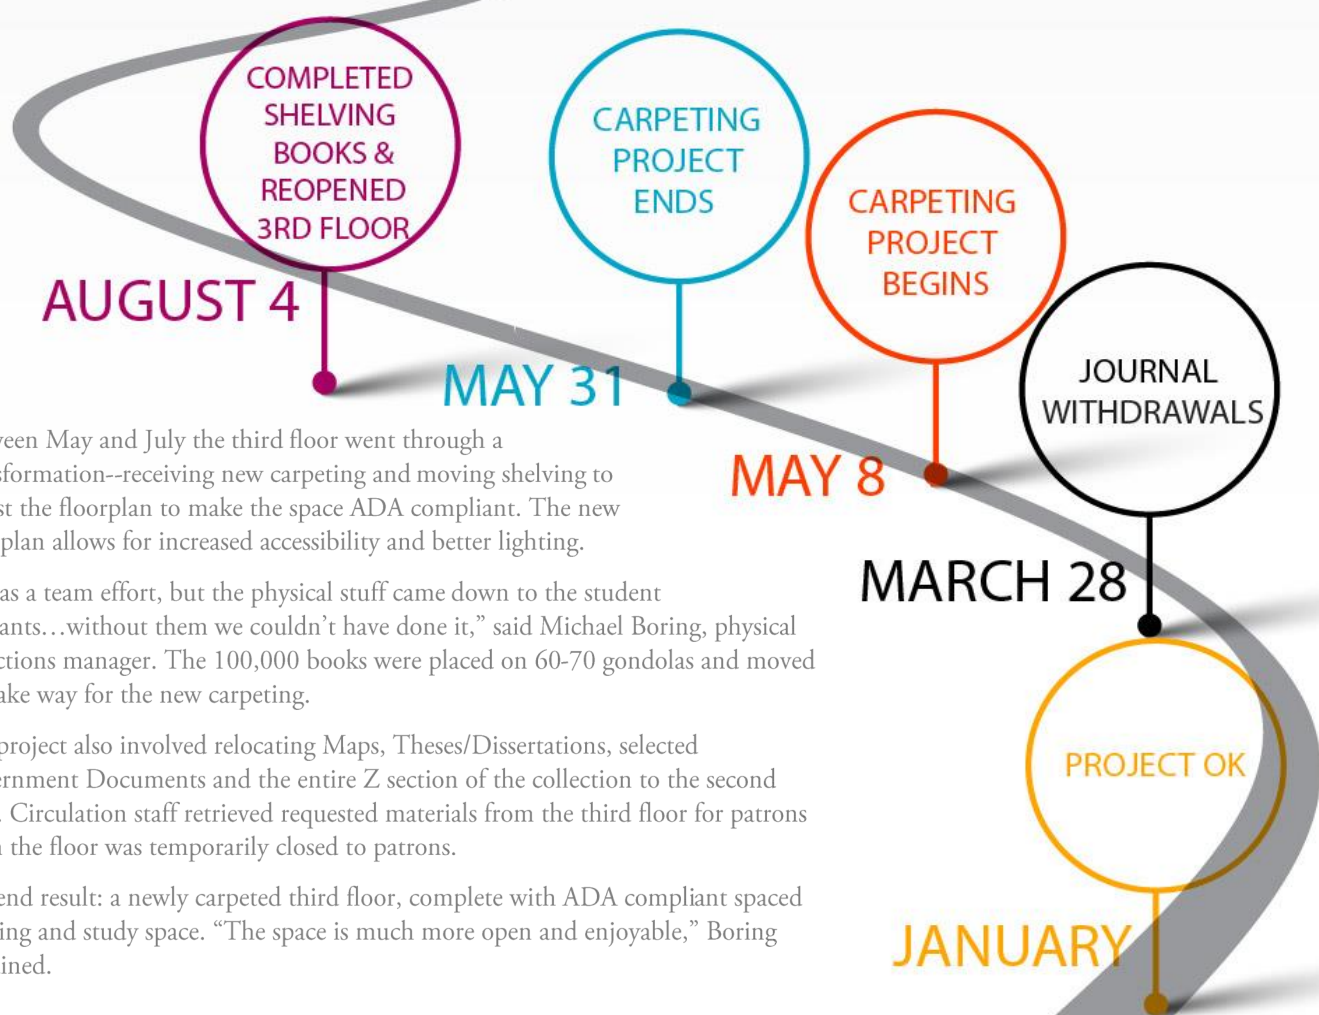 COMPLETED
SHELVING
BOOKS &
REOPENED
3RD FLOOR
AUGUST 4
CARPETING
PROJECT
ENDS
MAY 31
CARPETING
PROJECT
BEGINS
MAY 8
JOURNAL
WITHDRAWALS
MARCH 28
PROJECT OK
JANUARY
May and July the third floor went through a
receiving new carpeting and moving shelving to
the floorplan to make the space ADA compliant. The new
plan allows for increased accessibility and better lighting.
a team effort, but the physical stuff came down to the student
without them we couldn't have done it,” said Michael Boring, physical
manager. The 100,000 books were placed on 60-70 gondolas and moved
way for the new carpeting.
project also involved relocating Maps, Theses/Dissertations, selected
Documents and the entire Z section of the collection to the second
Circulation staff retrieved requested materials from the third floor for patrons
the floor was temporarily closed to patrons.
end result: a newly carpeted third floor, complete with ADA compliant spaced
and study space. “The space is much more open and enjoyable,” Boring